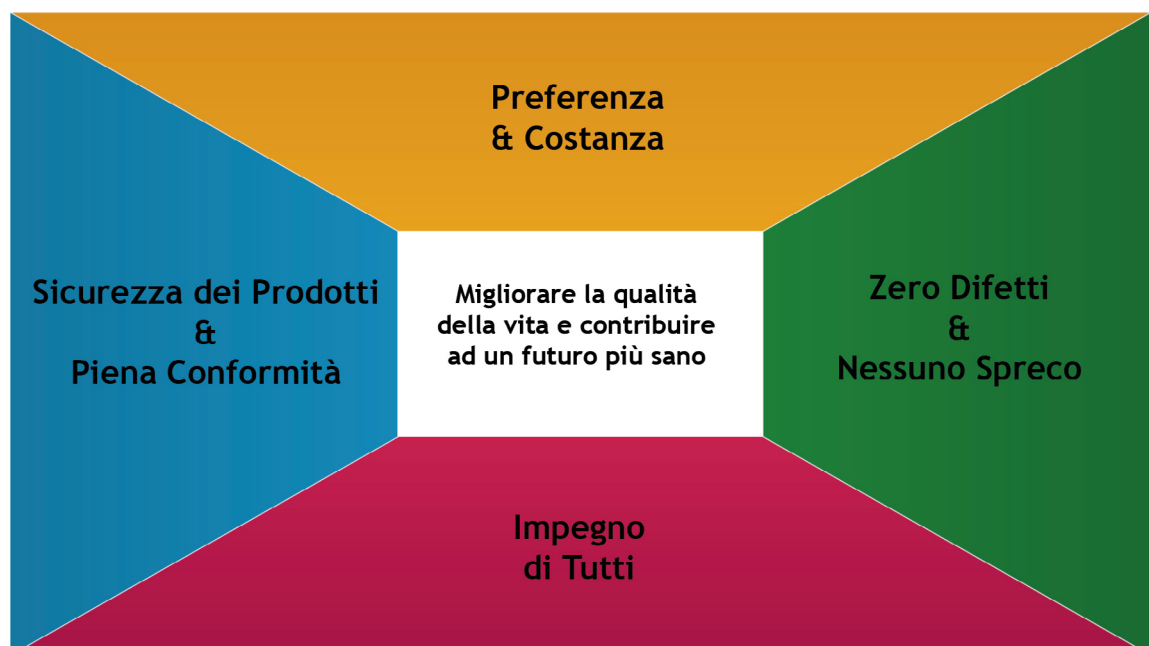 Preferenza
& Costanza
Sicurezza dei Prodotti
&
Piena Conformità
Migliorare la qualità
della vita e contribuire
ad un futuro più sano
Zero Difetti
&
Nessuno Spreco
Impegno
di Tutti